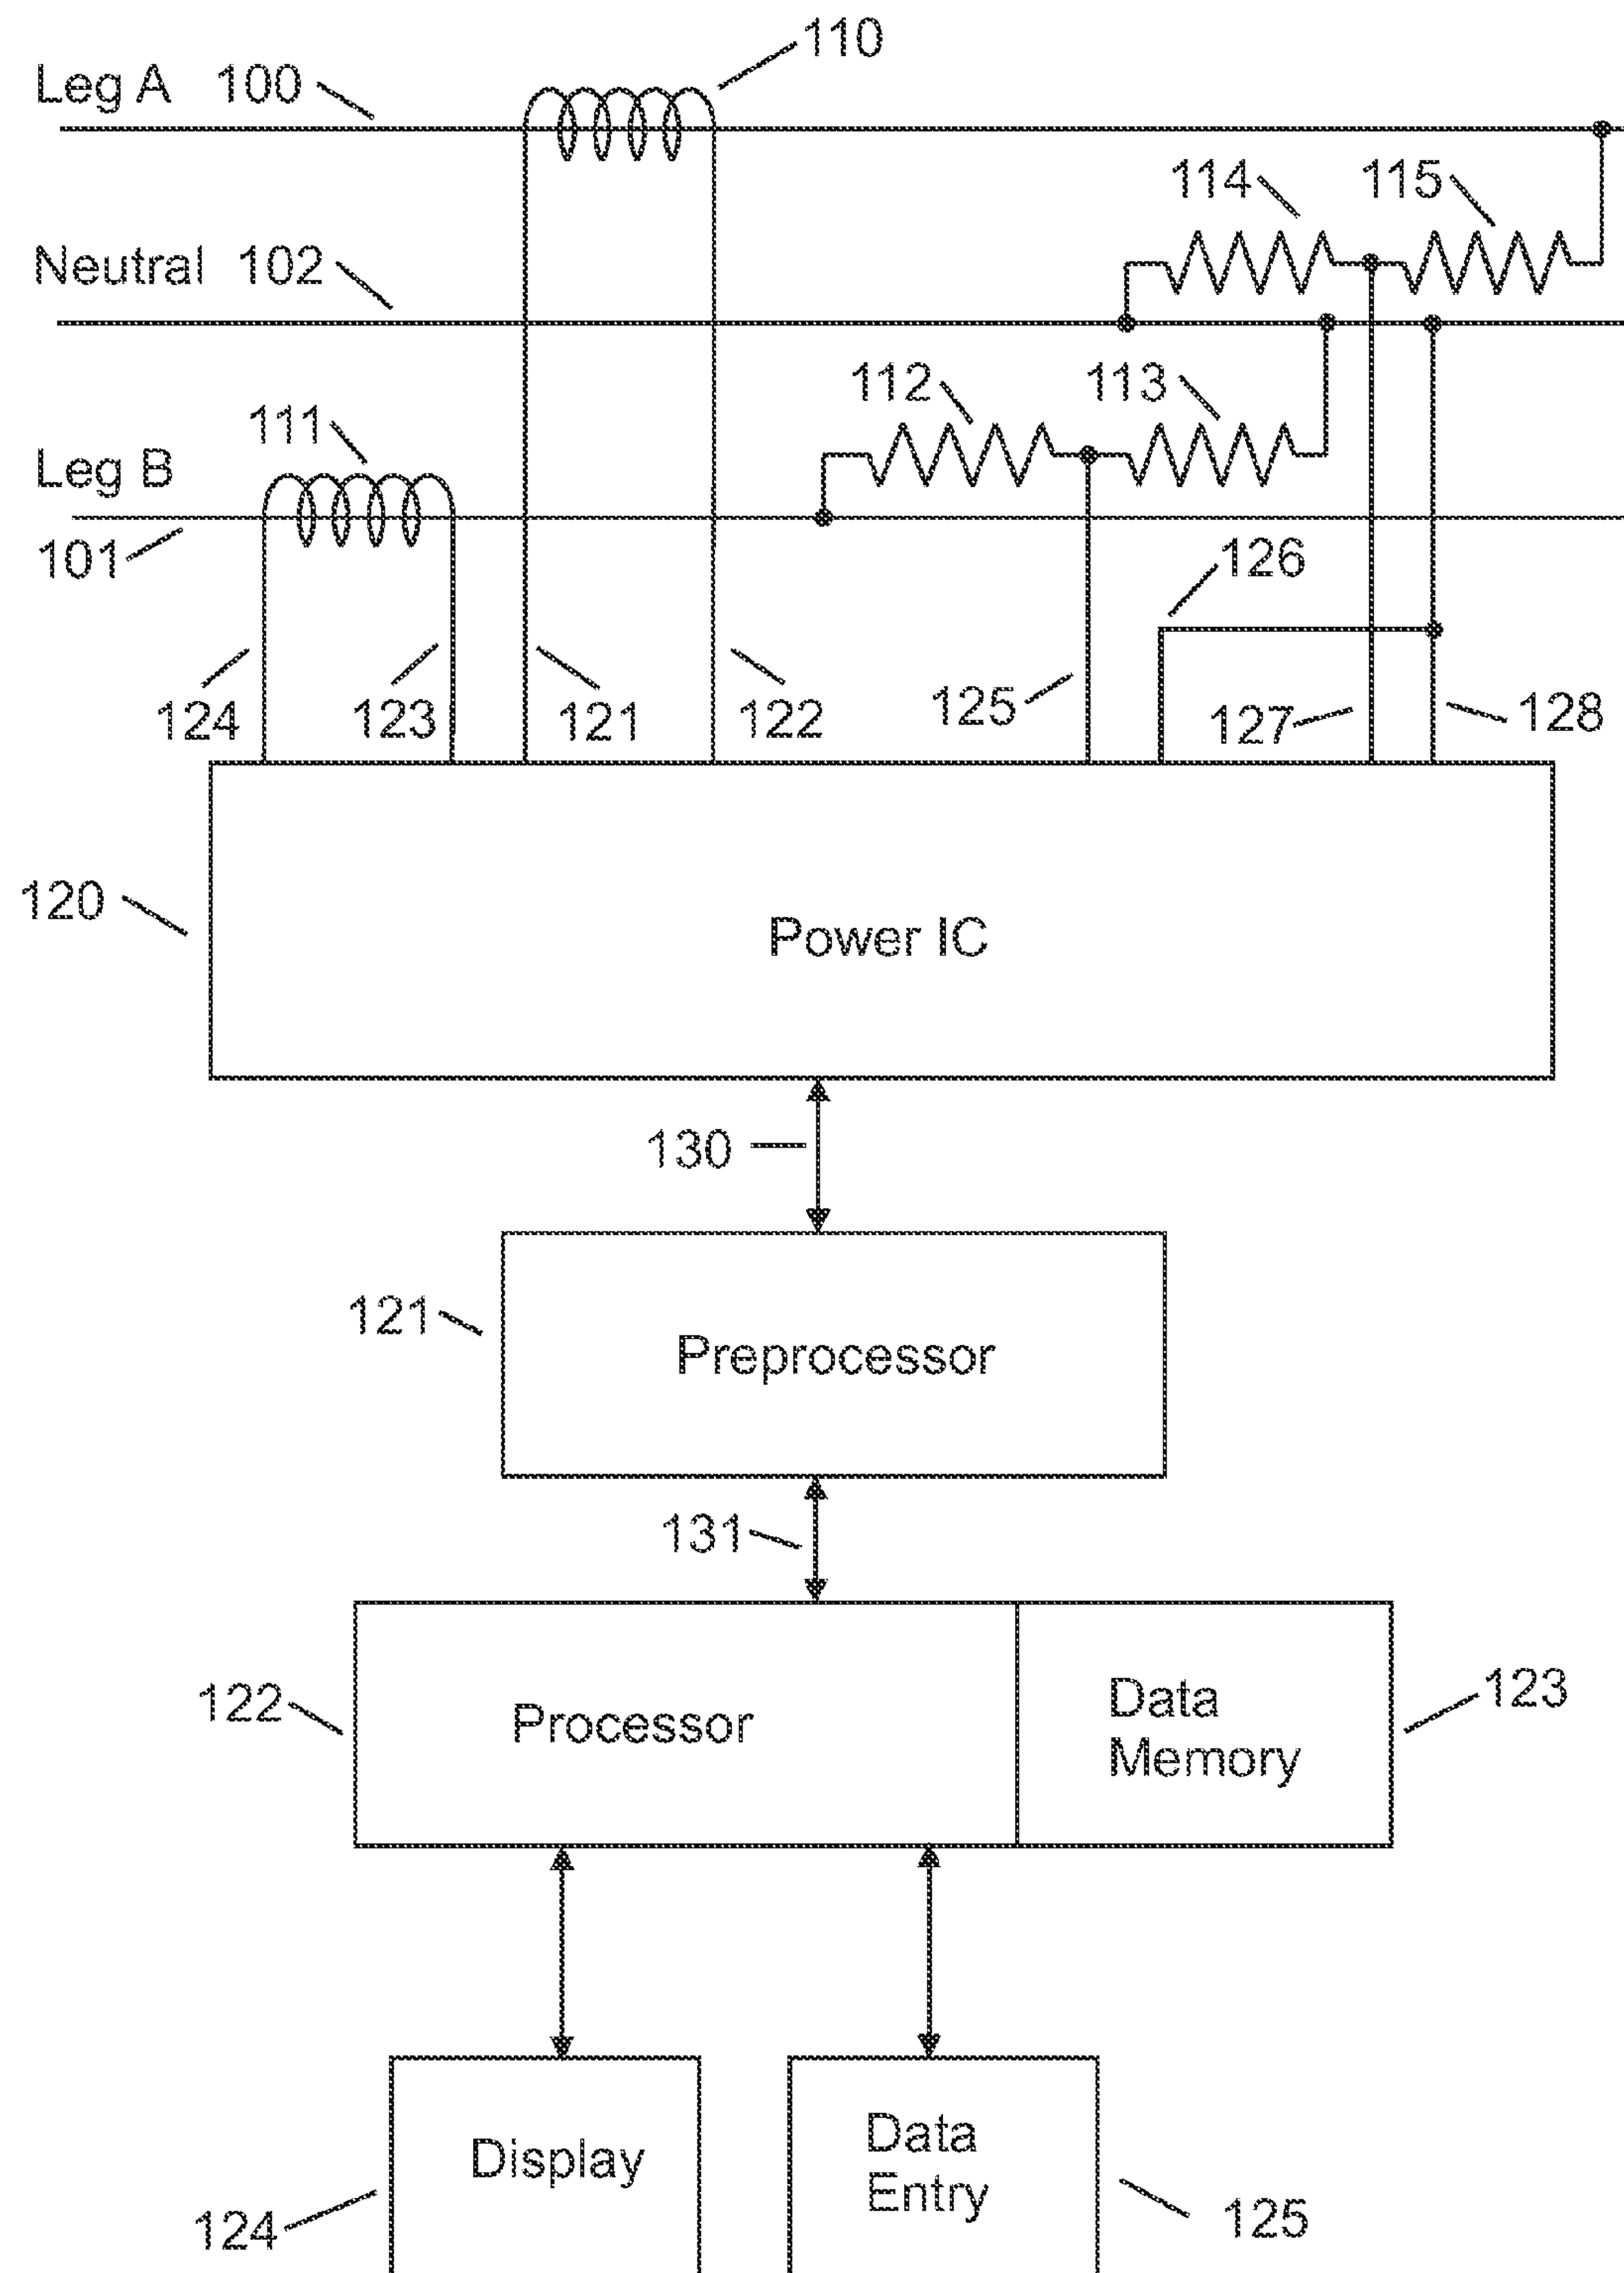 110
Leg A 100
114 115
Neutral 102
112 113
111
Leg B
101
126
124 123 121 122 125 127 128
120
Power IC
130
121
Preprocessor
131
122
Processor
Data
Memory
123
Display
Data
Entry
124
125